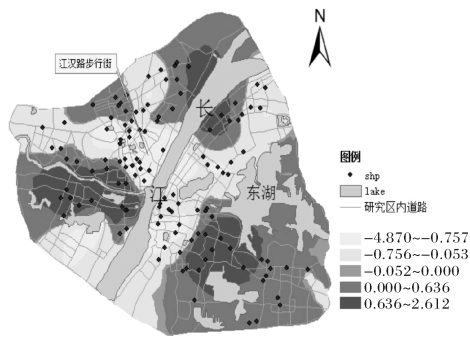 N
江汉路步行街
长
江
东湖
图例
shp
lake
研究区内道路
-4.870~-0.757
-0.756~-0.053
-0.052~0.000
0.000~0.636
0.636~2.612